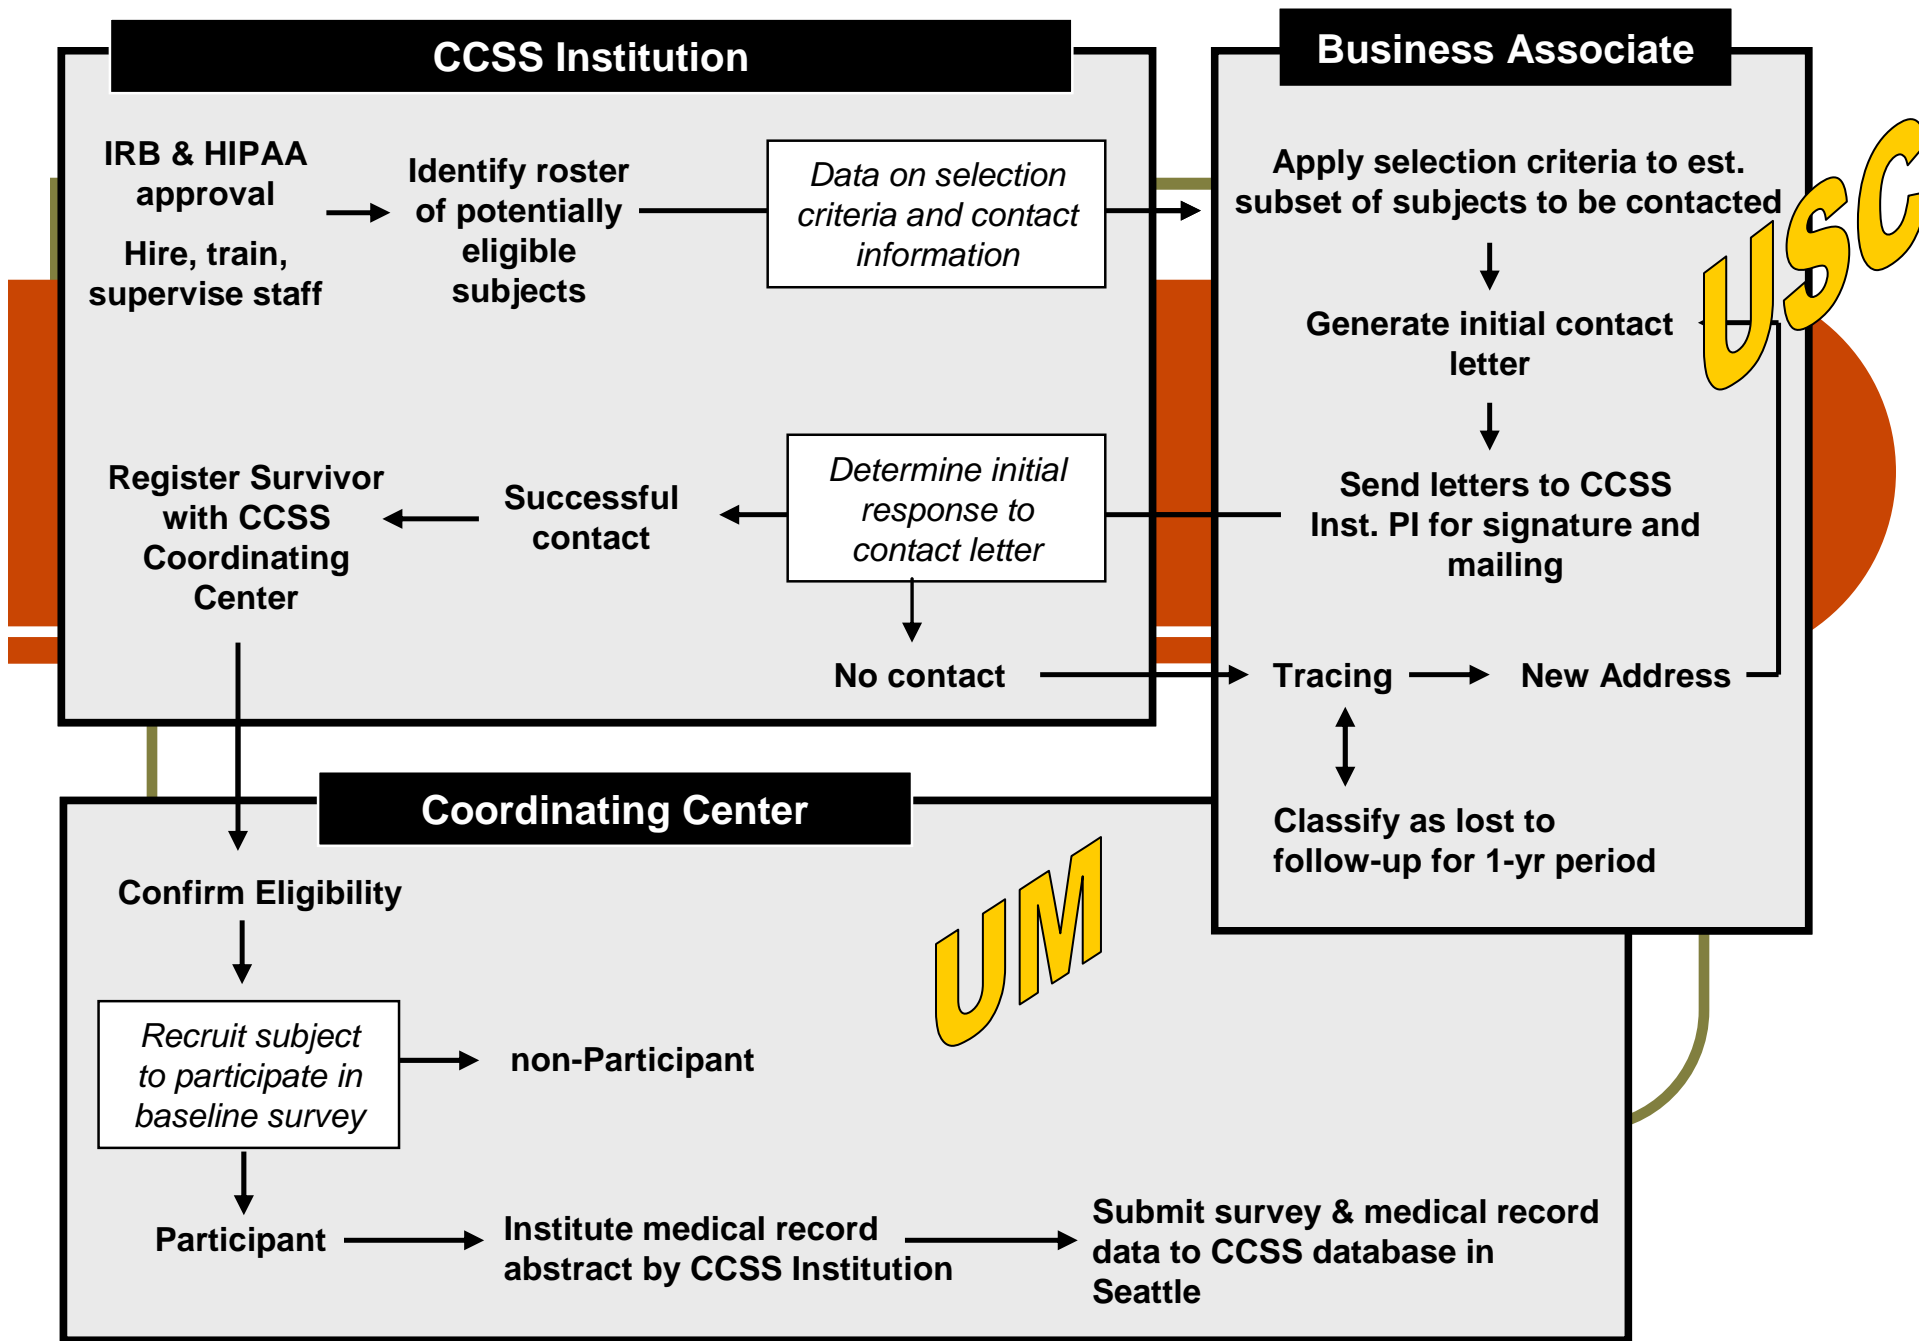 CCSS Institution
IRB & HIPAA
approval
Hire, train,
supervise staff
Identify roster
of potentially
eligible
subjects
Data on selection
criteria and contact
information
Register Survivor
with CCSS
Coordinating
Center
Successful
contact
Determine initial
response to
contact letter
No contact
Business Associate
Apply selection criteria to est.
subset of subjects to be contacted
USC
Generate initial contact
letter
Send letters to CCSS
Inst. PI for signature and
mailing
Tracing
New Address
Classify as lost to
follow-up for 1-yr period
Coordinating Center
UM
Confirm Eligibility
Recruit subject
to participate in
baseline survey
non-Participant
Participant
Institute medical record
abstract by CCSS Institution
Submit survey & medical record
data to CCSS database in
Seattle